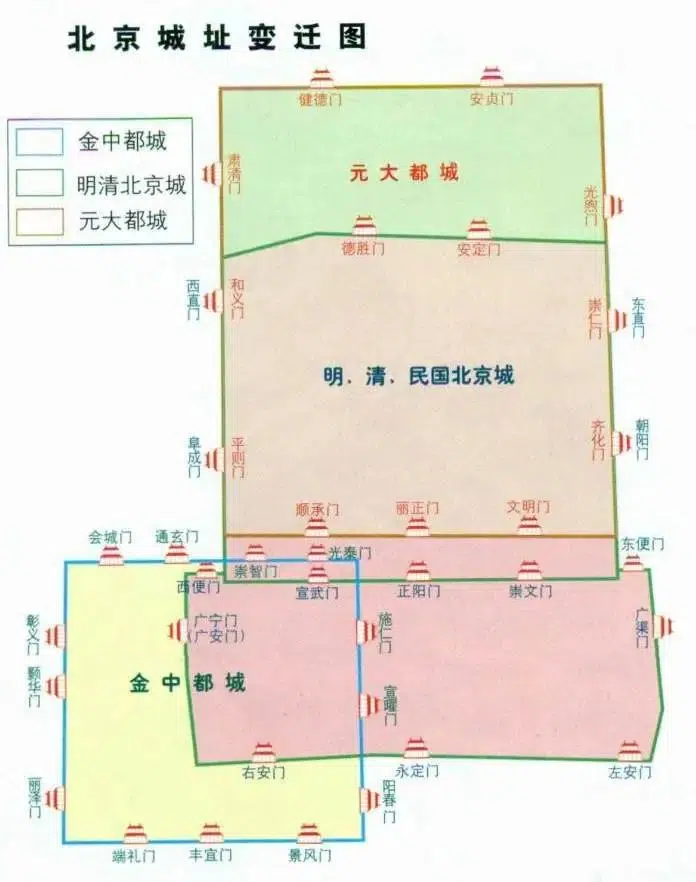 北京城址变迁图
金中都城
明清北京城
元大都城
健德门
安贞门
肃清门
元大都城
光煦门
德胜门
安定门
西直门
和义门
崇仁门
东直门
明、清、民国北京城
阜成门
平则门
齐化门
朝阳门
顺承门
丽正门
文明门
会城门
通玄门
光泰门
东便门
崇智门
西便门
宣武门
正阳门
崇文门
彰义门
广宁门
(广安门)
施仁门
广渠门
颢华门
金中都城
宣曜门
右安门
永定门
左安门
丽泽门
阳春门
端礼门
丰宜门
景风门